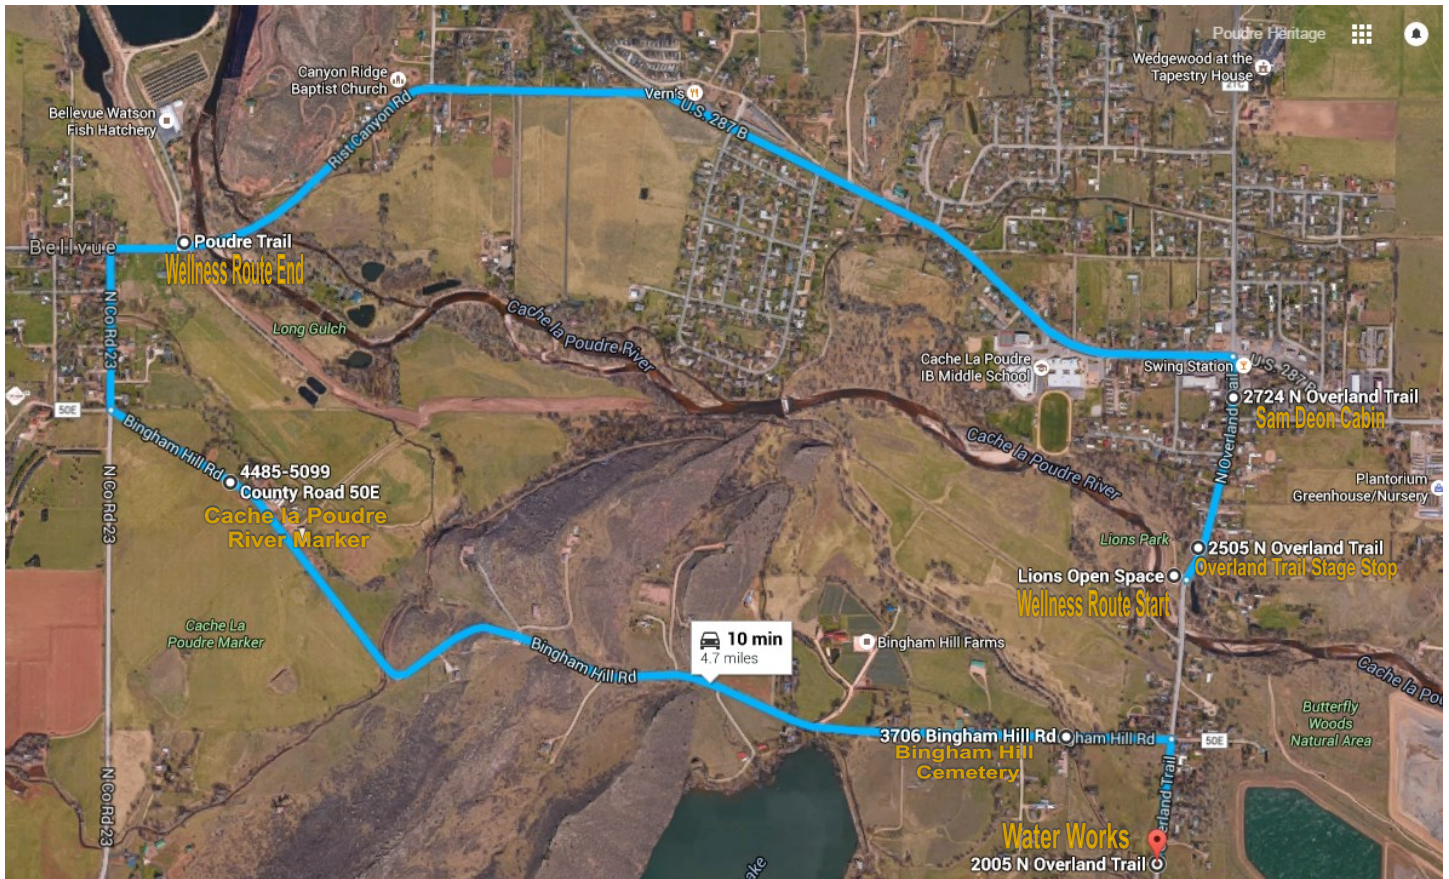 Poudre Heritage
Wedgewood at the
Tapestry House
21C
Canyon Ridge
Baptist Church
Vern's
U.S. 287 B
Bellevue Watson
Fish Hatchery
Rist Canyon Rd
Bellvue
Poudre Trail
Wellness Route End
N Co Rd 23
Long Gulch
Cache la Poudre River
Cache La Poudre
IB Middle School
Swing Station
U.S. 287 B
2724 N Overland Trail
Sam Deon Cabin
N Overland Trail
50E
Bingham Hill Rd
4485-5099
County Road 50E
Cache la Poudre
River Marker
N Co Rd 23
Cache la Poudre River
Plantorium
Greenhouse/Nursery
Lions Park
2505 N Overland Trail
Overland Trail Stage Stop
Lions Open Space
Wellness Route Start
Cache La
Poudre Marker
10 min
4.7 miles
Bingham Hill Rd
Bingham Hill Farms
Cache la Pou
Butterfly
Woods
Natural Area
3706 Bingham Hill Rd
gham Hill Rd
50E
Bingham Hill
Cemetery
N Co Rd 23
erland Trail
Water Works
2005 N Overland Trail
ake